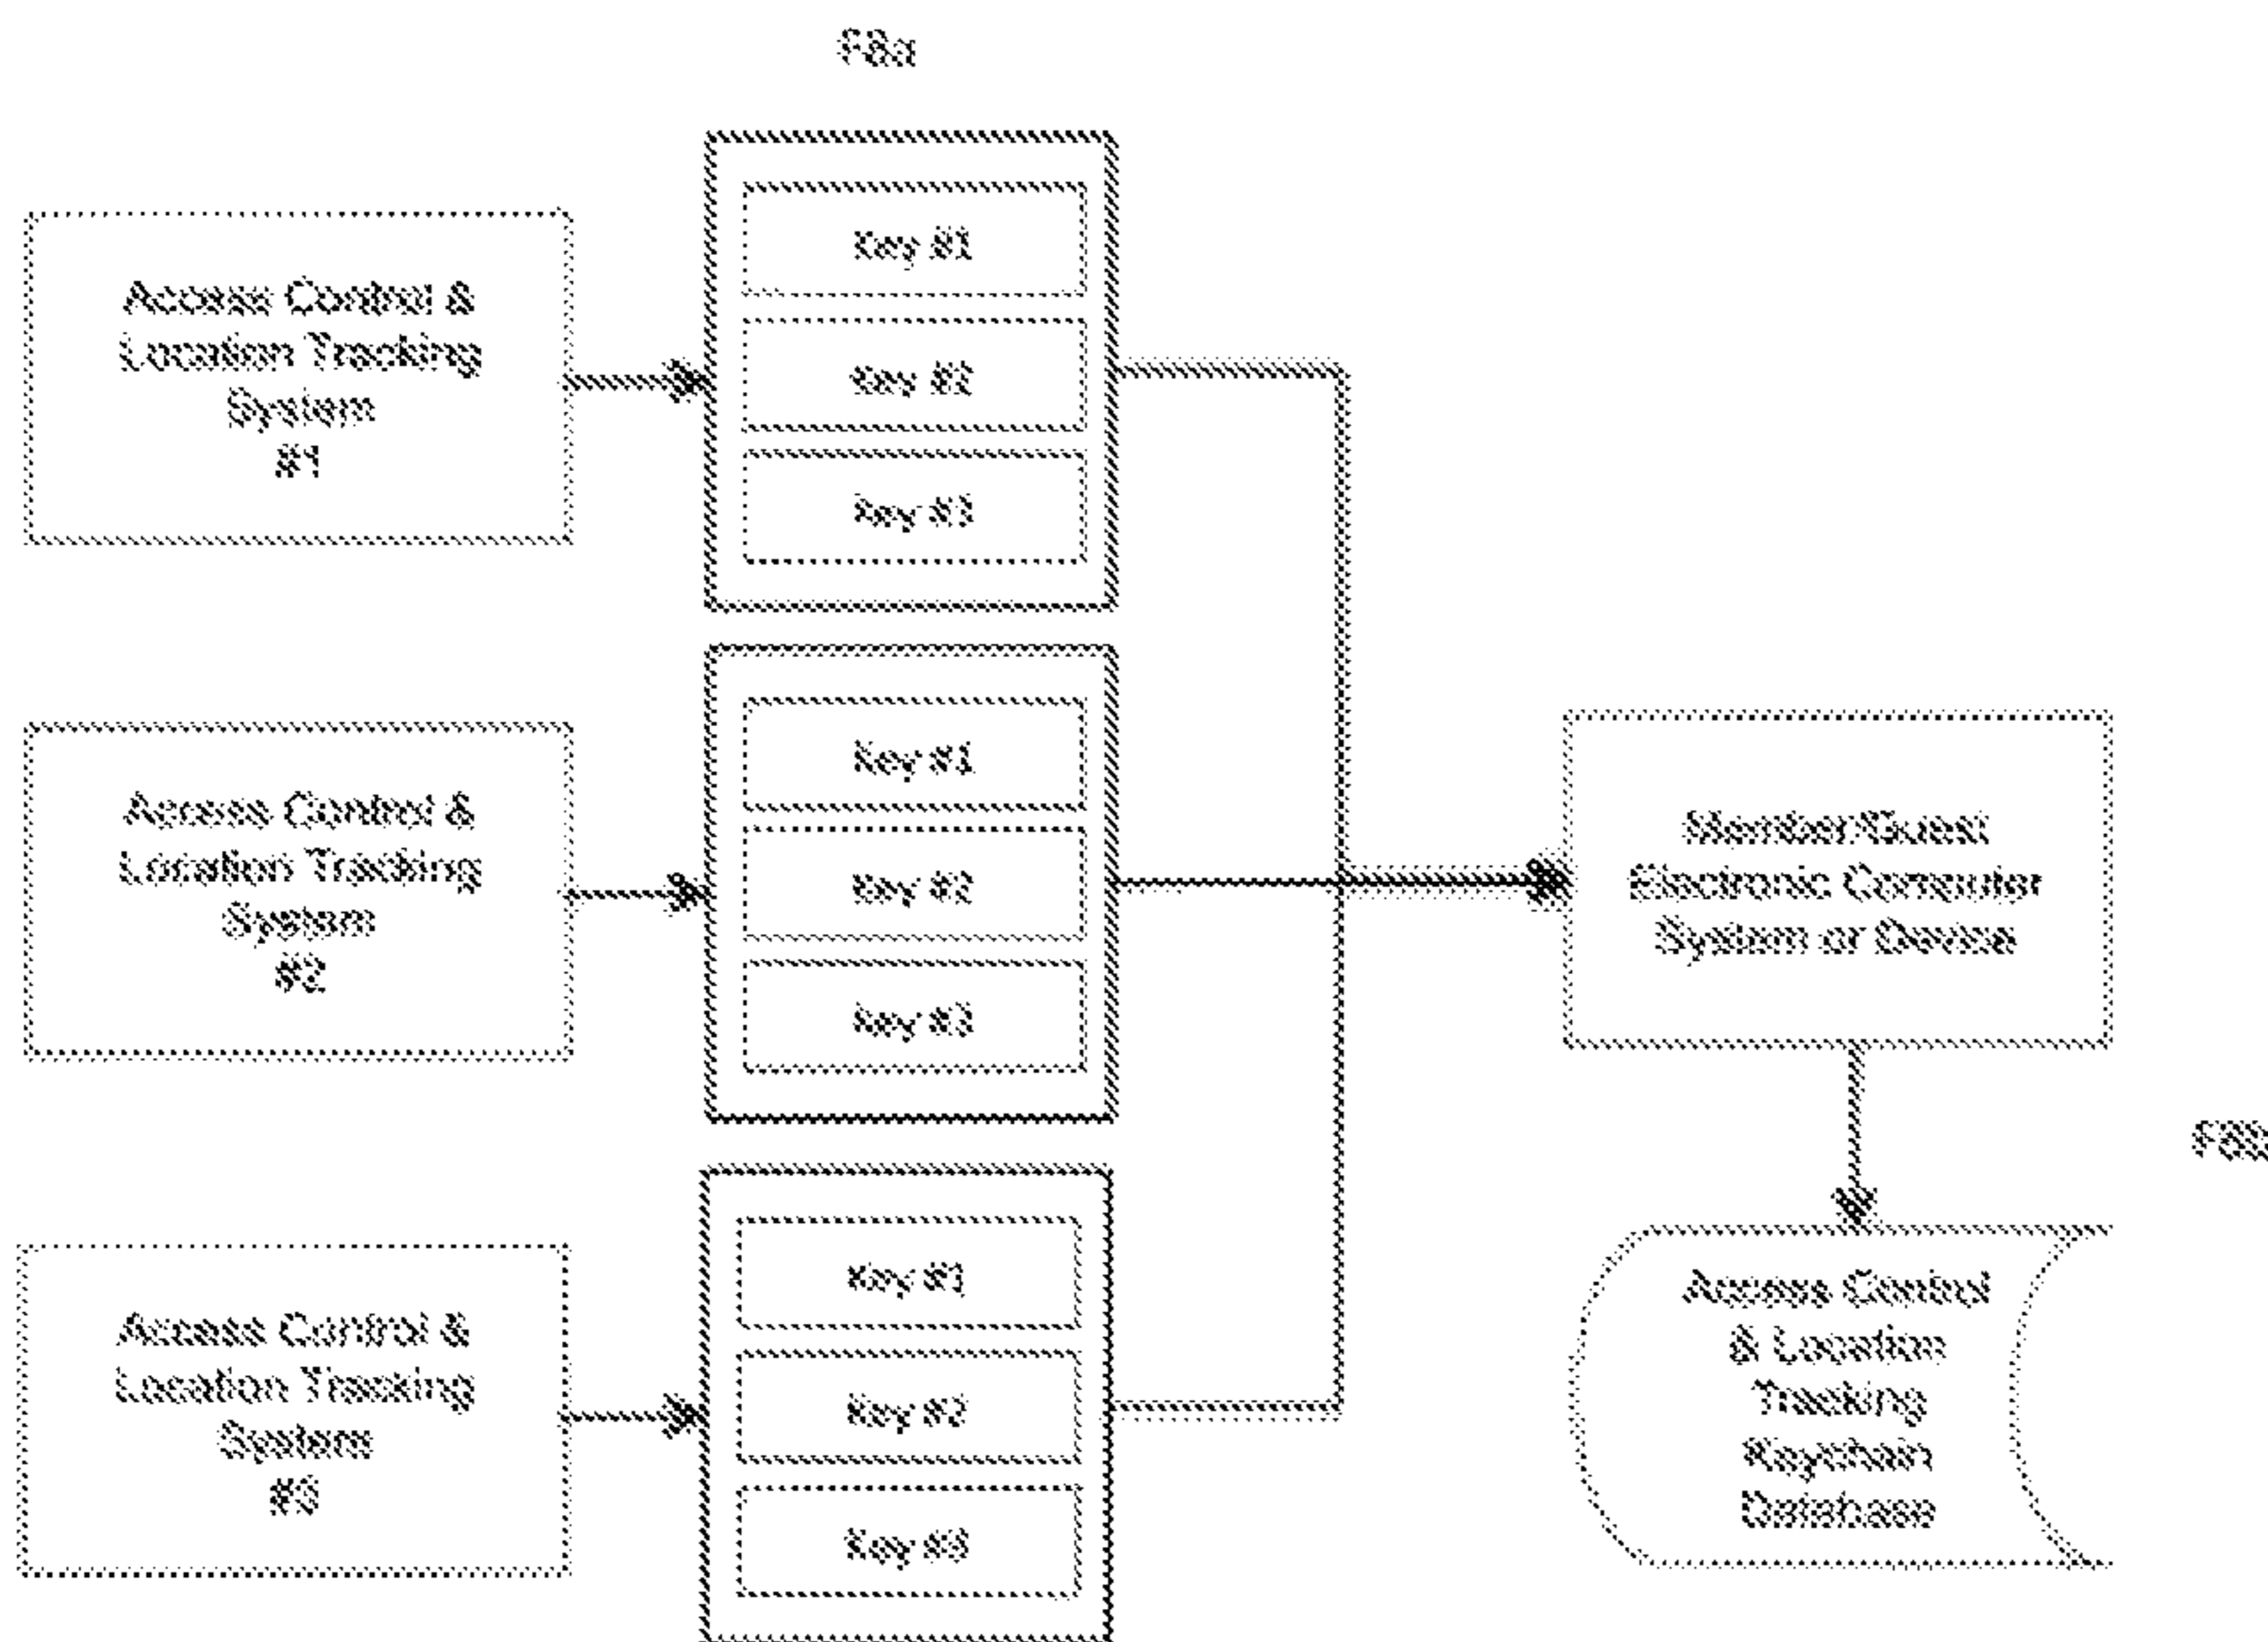 F8a
Access Control &
Location Tracking
System
#1
Key #1
Key #2
Key #3
Access Control &
Location Tracking
System
#2
Key #1
Key #2
Key #3
Member/Guest
Electronic Computer
System or Device
F8b
Access Control &
Location Tracking
System
#3
Key #1
Key #2
Key #3
Access Control
& Location
Tracking
Keychain
Database